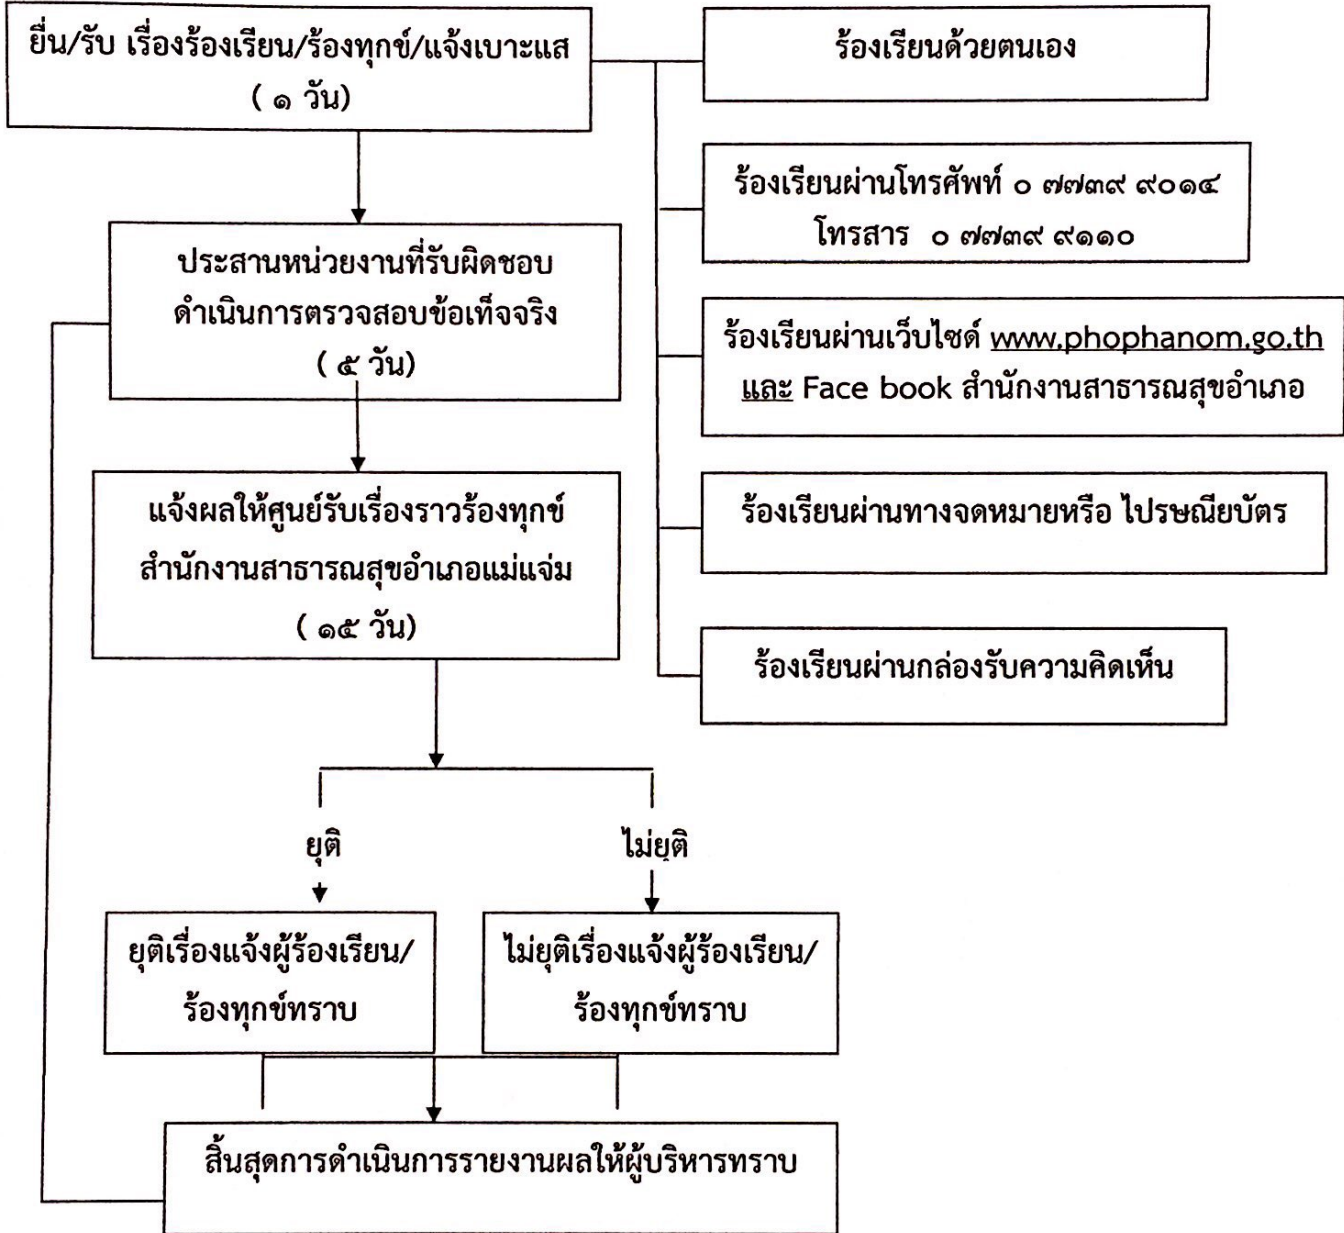 ยื่น/รับ เรื่องร้องเรียน/ร้องทุกข์/แจ้งเบาะแส
( ๑ วัน)
ร้องเรียนด้วยตนเอง
ร้องเรียนผ่านโทรศัพท์ ๐ ๗๗๓๙ ๙๐๑๔
โทรสาร ๐ ๗๗๓๙ ๙๑๑๐
ประสานหน่วยงานที่รับผิดชอบ
ดำเนินการตรวจสอบข้อเท็จจริง
( ๕ วัน)
ร้องเรียนผ่านเว็บไซด์ www.phophanom.go.th
และ Face book สำนักงานสาธารณสุขอำเภอ
แจ้งผลให้ศูนย์รับเรื่องราวร้องทุกข์
สำนักงานสาธารณสุขอำเภอแม่แจ่ม
( ๑๕ วัน)
ร้องเรียนผ่านทางจดหมายหรือ ไปรษณียบัตร
ร้องเรียนผ่านกล่องรับความคิดเห็น
ยุติ
ไม่ยุติ
ยุติเรื่องแจ้งผู้ร้องเรียน/
ร้องทุกข์ทราบ
ไม่ยุติเรื่องแจ้งผู้ร้องเรียน/
ร้องทุกข์ทราบ
สิ้นสุดการดำเนินการรายงานผลให้ผู้บริหารทราบ